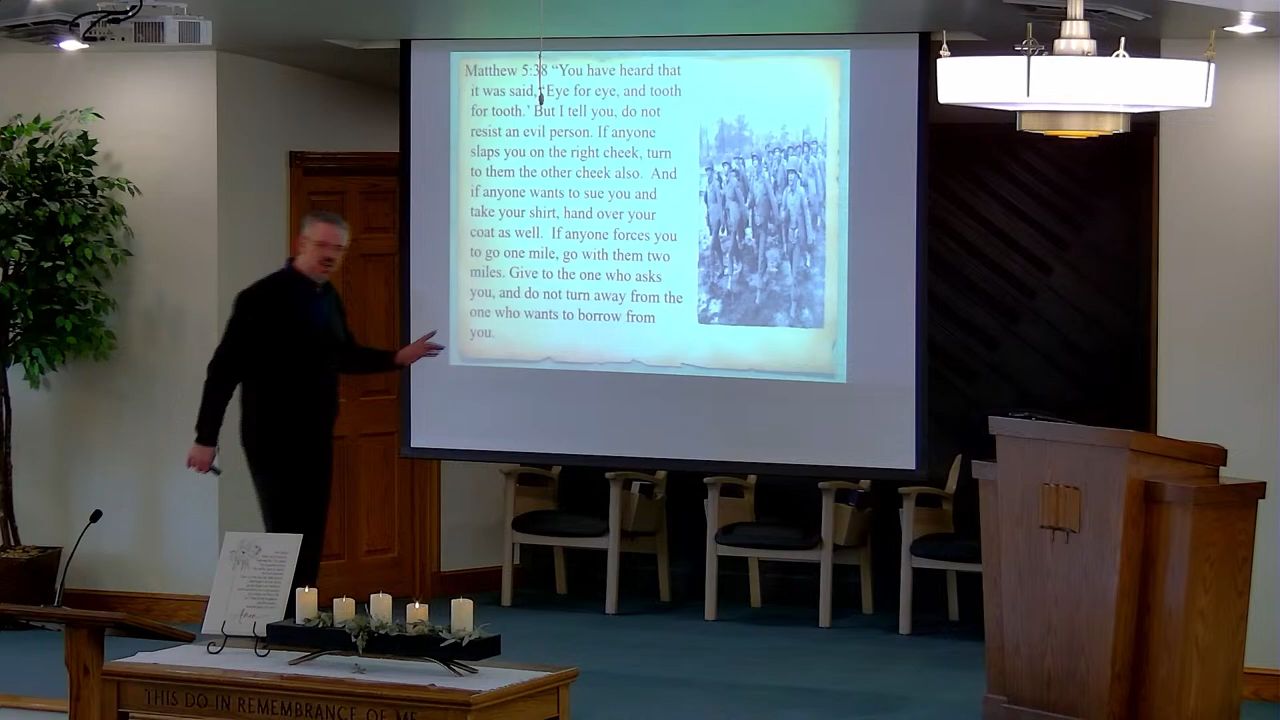 Matthew 5:38 “You have heard that
it was said, ‘Eye for eye, and tooth
for tooth.’ But I tell you, do not
resist an evil person. If anyone
slaps you on the right cheek, turn
to them the other cheek also. And
if anyone wants to sue you and
take your shirt, hand over your
coat as well. If anyone forces you
to go one mile, go with them two
miles. Give to the one who asks
you, and do not turn away from the
one who wants to borrow from
you.
THIS DO IN REMEMBRANCE OF ME